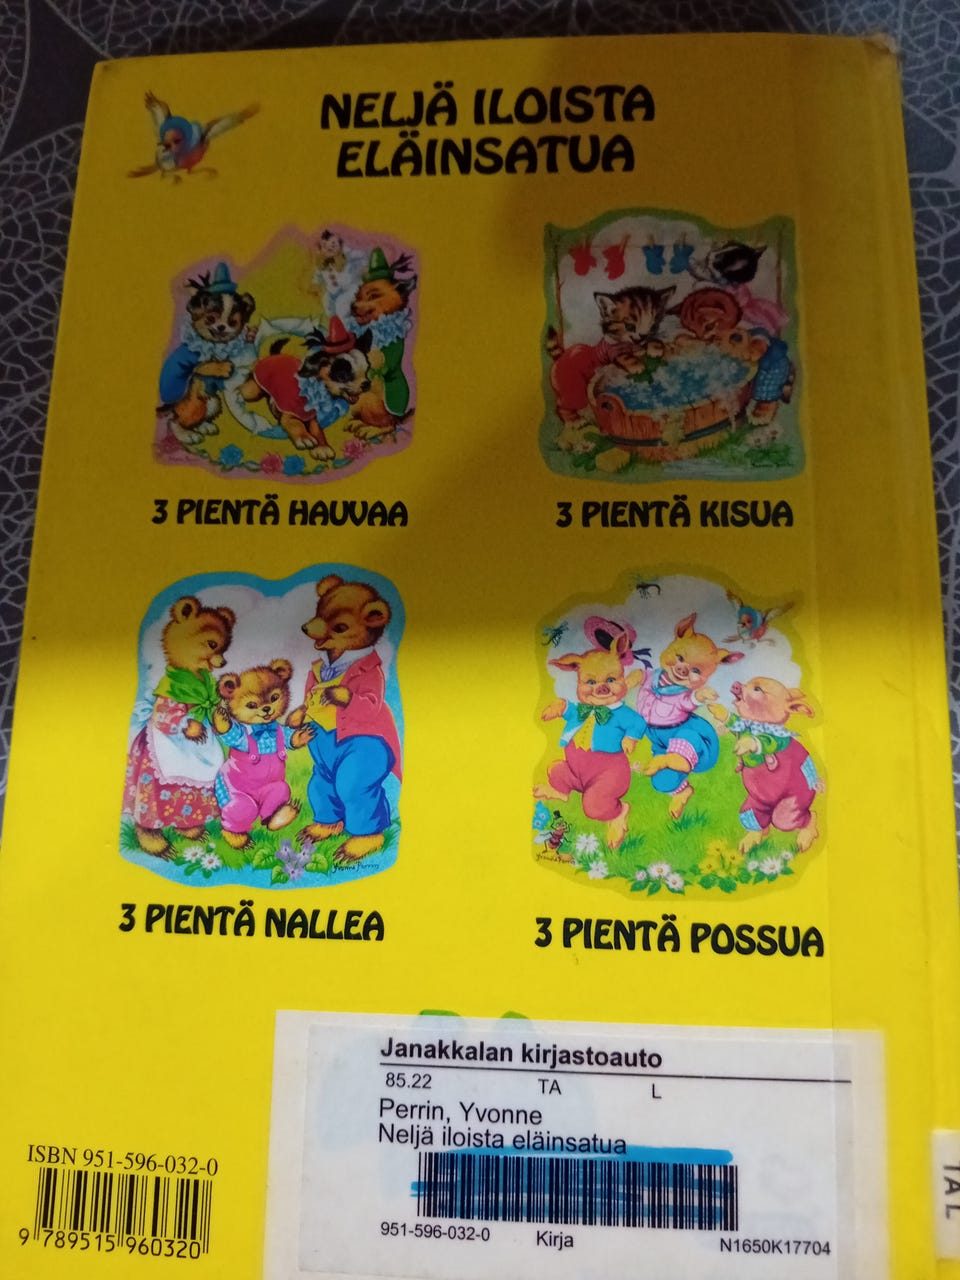 NELJÄ ILOISTA
ELÄINSATUA
3 PIENTÄ HAUVAA
3 PIENTÄ KISUA
Yvonne Perrin
3 PIENTÄ NALLEA
3 PIENTÄ POSSUA
Janakkalan kirjastoauto
85.22 TA L
Perrin, Yvonne
Neljä iloista eläinsatua
951-596-032-0 Kirja N1650K17704
ISBN 951-596-032-0
9 789515 960320
TAL